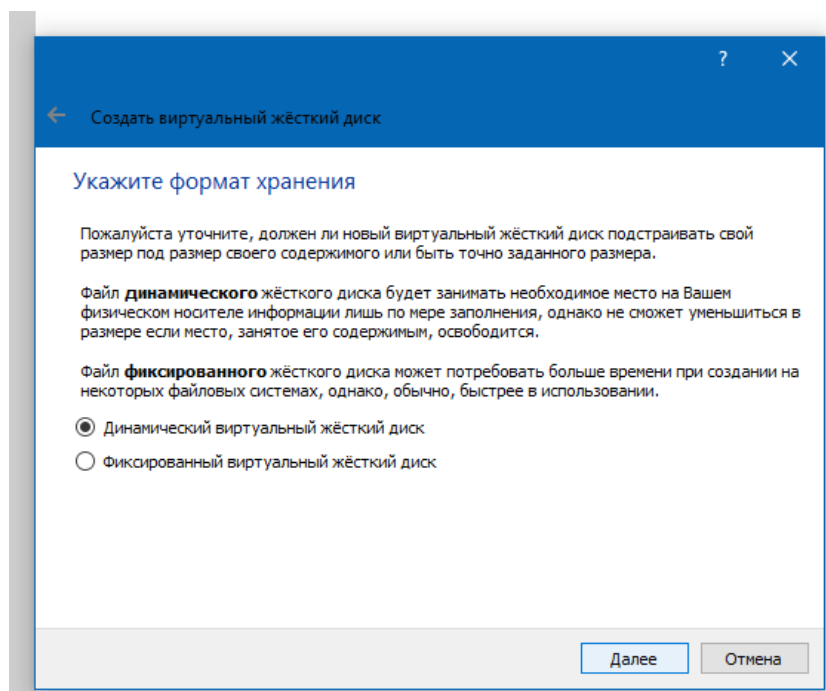 ?
Создать виртуальный жёсткий диск
Укажите формат хранения
Пожалуйста уточните, должен ли новый виртуальный жёсткий диск подстраивать свой
размер под размер своего содержимого или быть точно заданного размера.
Файл динамического жёсткого диска будет занимать необходимое место на Вашем
физическом носителе информации лишь по мере заполнения, однако не сможет уменьшиться в
размере если место, занятое его содержимым, освободится.
Файл фиксированного жёсткого диска может потребовать больше времени при создании на
некоторых файловых системах, однако, обычно, быстрее в использовании.
Динамический виртуальный жёсткий диск
Фиксированный виртуальный жёсткий диск
Далее Отмена